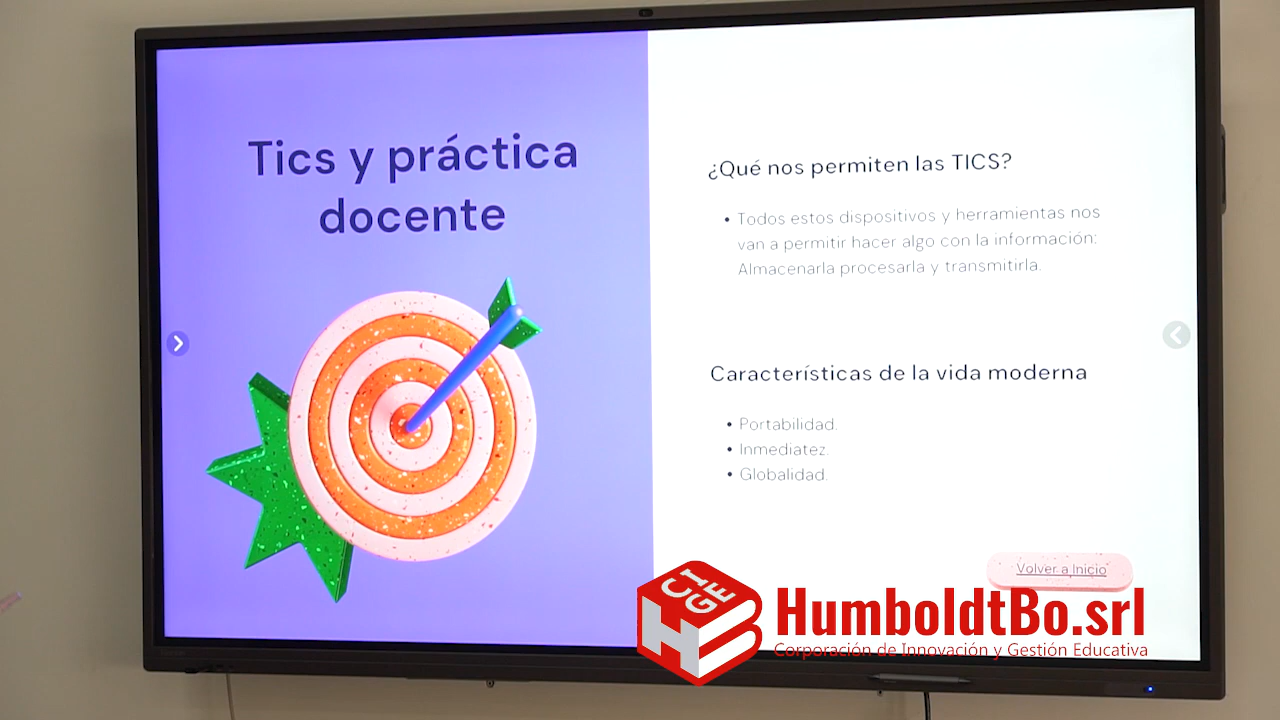 Tics y práctica
docente
¿Qué nos permiten las TICS?
• Todos estos dispositivos y herramientas nos
van a permitir hacer algo con la información:
Almacenarla procesarla y transmitirla.
Características de la vida moderna
• Portabilidad.
• Inmediatez.
• Globalidad.
Volver a Inicio
CIGE
HumboldtBo.srl
Corporación de Innovación y Gestión Educativa